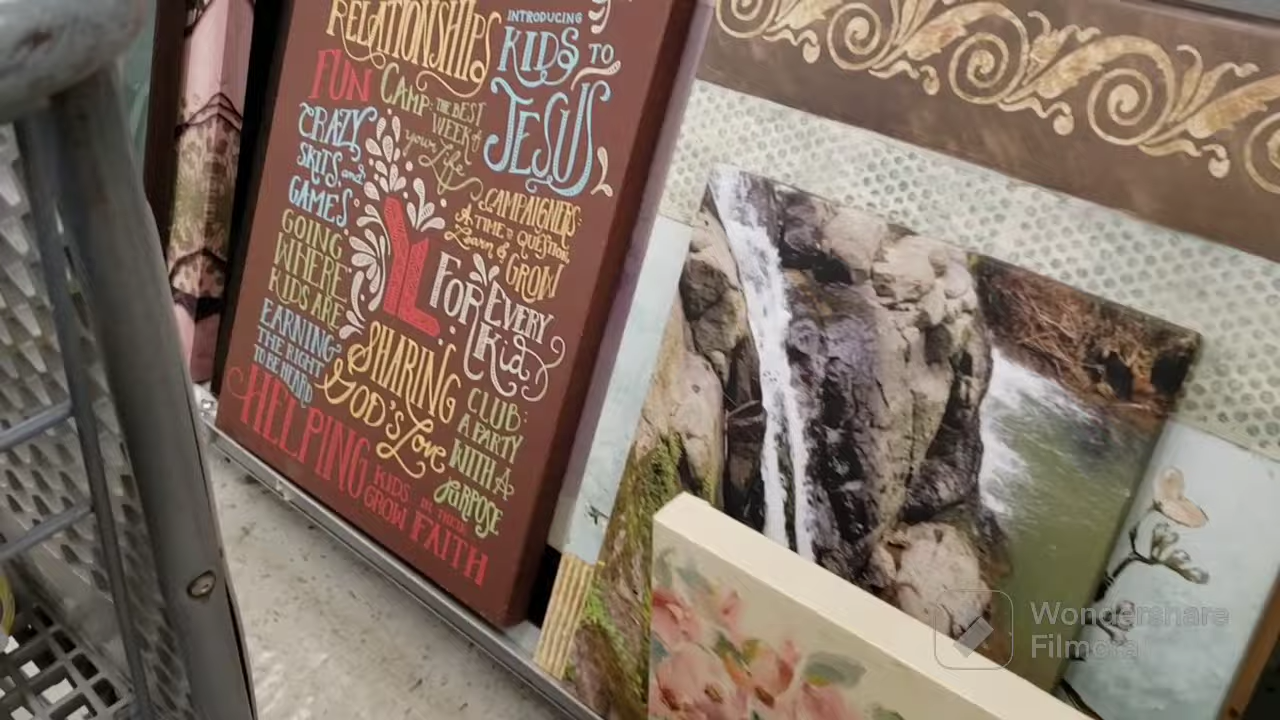 RELATIONSHIPS
INTRODUCING
KIDS TO
JESUS
FUN
CAMP: THE BEST
WEEK of
your Life
CRAZY
SKITS and
GAMES
CAMPAIGNERS:
A TIME to QUESTION,
Learn & GROW
GOING
WHERE
KIDS ARE
YL
FOR EVERY
Kid
EARNING
THE RIGHT
TO BE HEARD
SHARING
GOD'S Love
CLUB:
A PARTY
WITH A
PURPOSE
HELPING
KIDS
GROW IN THEIR
FAITH
Wondershare
Filmora